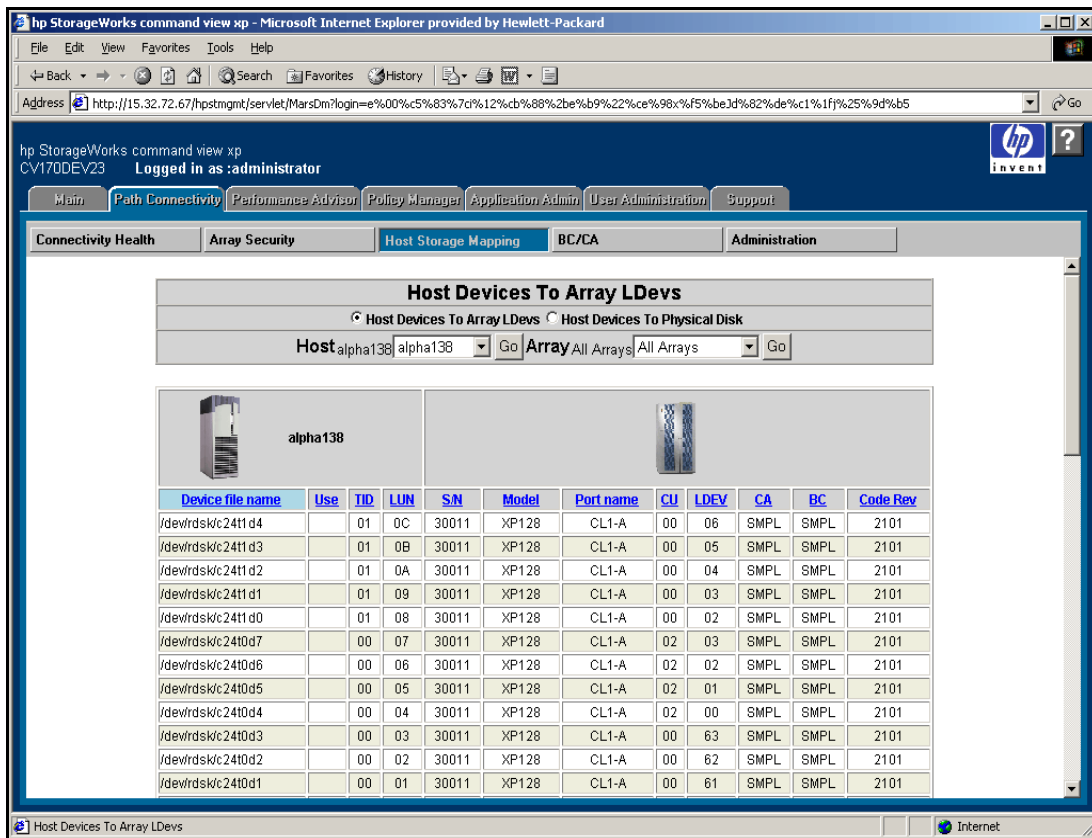 hp StorageWorks command view xp - Microsoft Internet Explorer provided by Hewlett-Packard
File Edit View Favorites Tools Help
Back Search Favorites History
Address http://15.32.72.67/hpstmgmt/servlet/MarsDm?login=e%00%c5%83%7ci%12%cb%88%2be%b9%22%ce%98x%f5%beJd%82%de%c1%1fj%25%9d%b5 Go
hp StorageWorks command view xp
CV170DEV23 Logged in as :administrator
hp ?
invent
Main Path Connectivity Performance Advisor Policy Manager Application Admin User Administration Support
Connectivity Health Array Security Host Storage Mapping BC/CA Administration
Host Devices To Array LDevs
Host Devices To Array LDevs Host Devices To Physical Disk
Host alpha138 alpha138 Go Array All Arrays All Arrays Go
alpha138
Device file name Use TID LUN S/N Model Port name CU LDEV CA BC Code Rev
/dev/rdsk/c24t1d4 01 0C 30011 XP128 CL1-A 00 06 SMPL SMPL 2101
/dev/rdsk/c24t1d3 01 0B 30011 XP128 CL1-A 00 05 SMPL SMPL 2101
/dev/rdsk/c24t1d2 01 0A 30011 XP128 CL1-A 00 04 SMPL SMPL 2101
/dev/rdsk/c24t1d1 01 09 30011 XP128 CL1-A 00 03 SMPL SMPL 2101
/dev/rdsk/c24t1d0 01 08 30011 XP128 CL1-A 00 02 SMPL SMPL 2101
/dev/rdsk/c24t0d7 00 07 30011 XP128 CL1-A 02 03 SMPL SMPL 2101
/dev/rdsk/c24t0d6 00 06 30011 XP128 CL1-A 02 02 SMPL SMPL 2101
/dev/rdsk/c24t0d5 00 05 30011 XP128 CL1-A 02 01 SMPL SMPL 2101
/dev/rdsk/c24t0d4 00 04 30011 XP128 CL1-A 02 00 SMPL SMPL 2101
/dev/rdsk/c24t0d3 00 03 30011 XP128 CL1-A 00 63 SMPL SMPL 2101
/dev/rdsk/c24t0d2 00 02 30011 XP128 CL1-A 00 62 SMPL SMPL 2101
/dev/rdsk/c24t0d1 00 01 30011 XP128 CL1-A 00 61 SMPL SMPL 2101
Host Devices To Array LDevs Internet